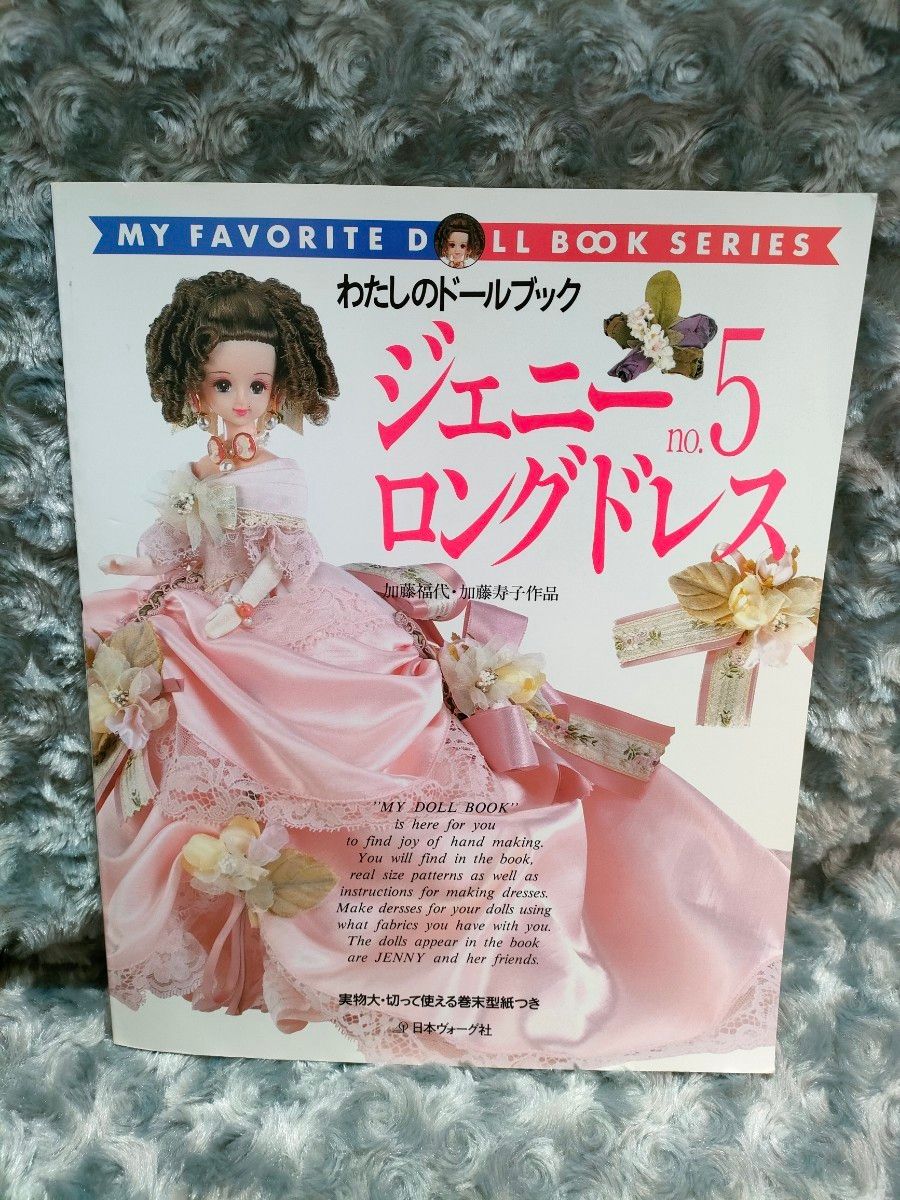 MY FAVORITE DOLL BOOK SERIES
わたしのドールブック
ジェニー no.5
ロングドレス
加藤福代・加藤寿子作品
"MY DOLL BOOK"
is here for you
to find joy of hand making.
You will find in the book,
real size patterns as well as
instructions for making dresses.
Make dersses for your dolls using
what fabrics you have with you.
The dolls appear in the book
are JENNY and her friends.
実物大・切って使える巻末型紙つき
日本ヴォーグ社